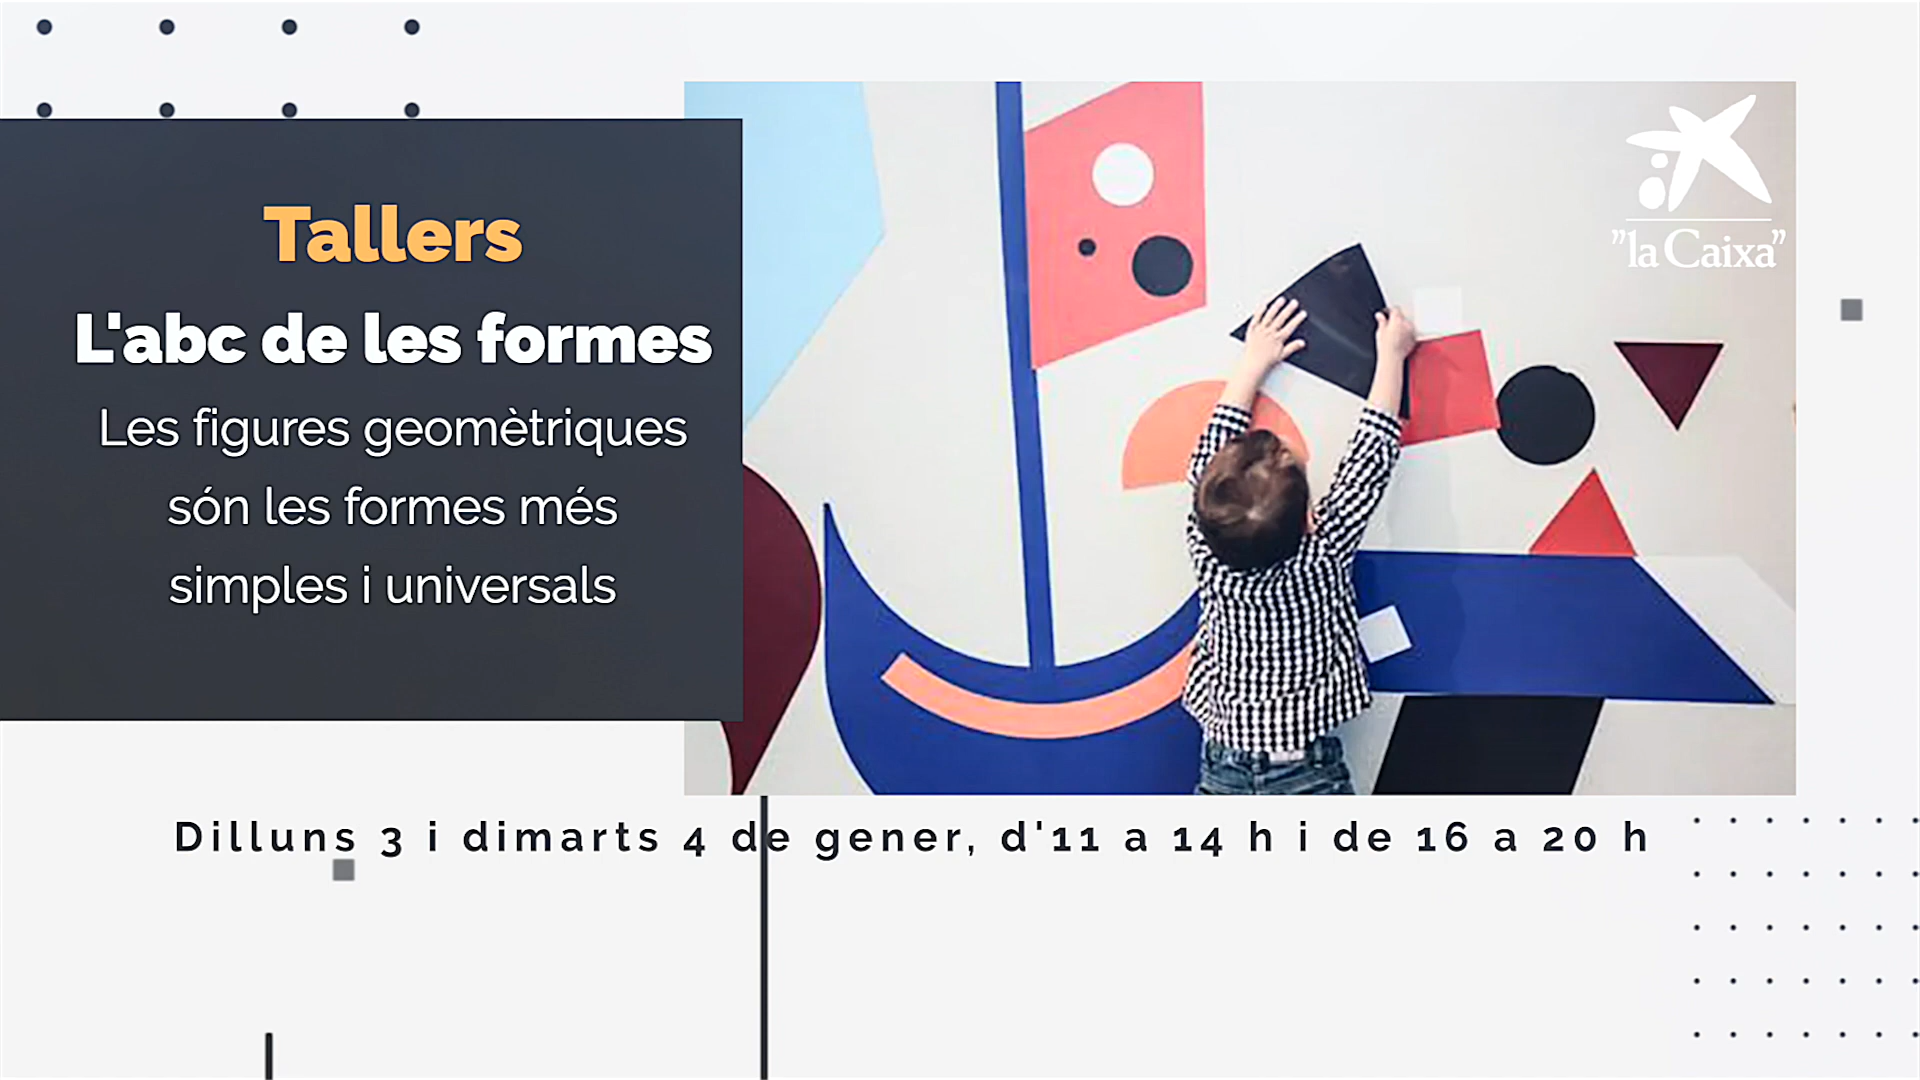 Tallers
L'abc de les formes
Les figures geomètriques
són les formes més
simples i universals
"la Caixa"
Dilluns 3 i dimarts 4 de gener, d'11 a 14 h i de 16 a 20 h